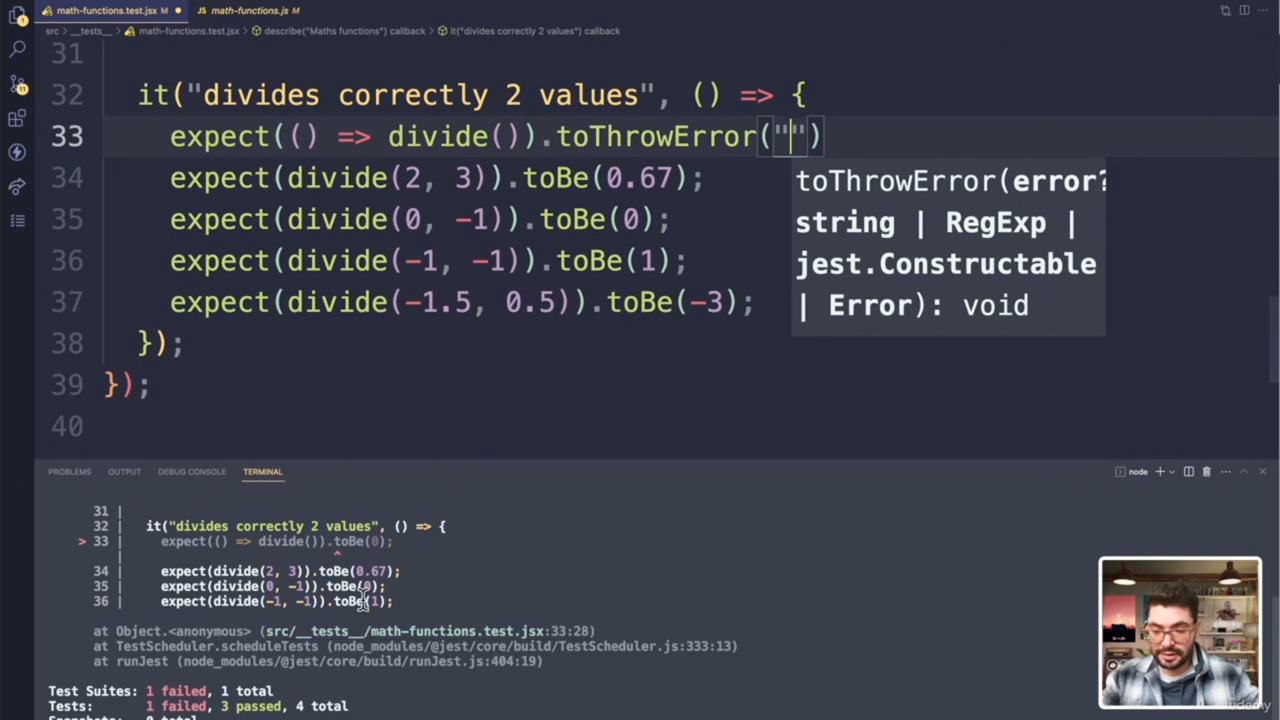 math-functions.test.jsx M
math-functions.js M
src > __tests__ > math-functions.test.jsx > describe("Maths functions") callback > it("divides correctly 2 values") callback
31
32 it("divides correctly 2 values", () => {
33 expect(() => divide()).toThrowError("")
34 expect(divide(2, 3)).toBe(0.67);
35 expect(divide(0, -1)).toBe(0);
36 expect(divide(-1, -1)).toBe(1);
37 expect(divide(-1.5, 0.5)).toBe(-3);
38 });
39 });
40
toThrowError(error?
string | RegExp |
jest.Constructable
| Error): void
1
11
PROBLEMS OUTPUT DEBUG CONSOLE TERMINAL
node
31 |
32 | it("divides correctly 2 values", () => {
> 33 | expect(() => divide()).toBe(0);
| ^
34 | expect(divide(2, 3)).toBe(0.67);
35 | expect(divide(0, -1)).toBe(0);
36 | expect(divide(-1, -1)).toBe(1);
at Object.<anonymous> (src/__tests__/math-functions.test.jsx:33:28)
at TestScheduler.scheduleTests (node_modules/@jest/core/build/TestScheduler.js:333:13)
at runJest (node_modules/@jest/core/build/runJest.js:404:19)
Test Suites: 1 failed, 1 total
Tests: 1 failed, 3 passed, 4 total
Snapshots: 0 total
udemy